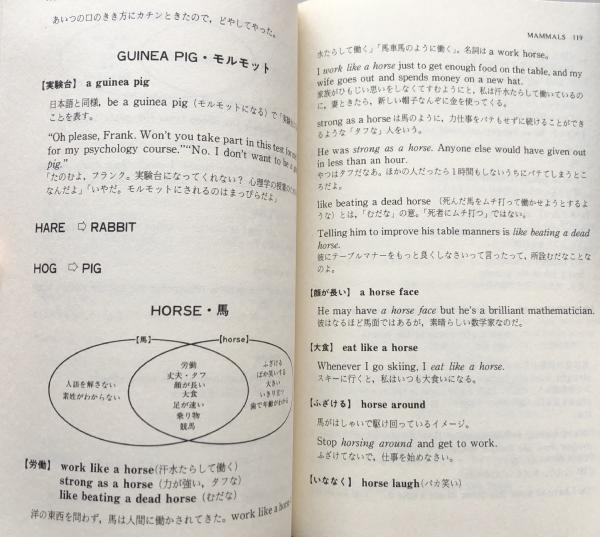 あいつの口のきき方にカチンときたので，どやしてやった。
GUINEA PIG・モルモット
【実験台】 a guinea pig
日本語と同様，be a guinea pig（モルモットになる）で「実験
ことを表す。
“Oh please, Frank. Won't you take part in this test for
for my psychology course.”“No. I don't want to be a
pig.”
「たのむよ，フランク。実験台になってくれない？ 心理学の授業の
なんだよ」「いやだ。モルモットにされるのはまっぴらだよ」
HARE ⇨ RABBIT
HOG ⇨ PIG
HORSE・馬
【馬】
【horse】
人語を解さない
素姓がわからない
労働
丈夫・タフ
顔が長い
大食
足が速い
乗り物
競馬
ふざける
ばか笑いする
大きい
いきり立つ
歯で年齢がわかる
【労働】 work like a horse（汗水たらして働く）
strong as a horse（力が強い，タフな）
like beating a dead horse（むだな）
洋の東西を問わず，馬は人間に働かされてきた。work like a horse
MAMMALS 119
水たらして働く」「馬車馬のように働く」。名詞は a work horse。
I work like a horse just to get enough food on the table, and my
wife goes out and spends money on a new hat.
家族がひもじい思いをしなくてすむようにと，私は汗水たらして働いているの
に，妻ときたら，新しい帽子なんぞに金を使ってくる。
strong as a horse は馬のように，力仕事をバテもせずに続けることができ
るような「タフな」人をいう。
He was strong as a horse. Anyone else would have given out
in less than an hour.
やつはタフだなあ。ほかの人だったら1時間もしないうちにバテてしまうとこ
ろだよ。
like beating a dead horse （死んだ馬をムチ打って働かせようとするよ
うな）とは，「むだな」の意。「死者にムチ打つ」ではない。
Telling him to improve his table manners is like beating a dead
horse.
彼にテーブルマナーをもっと良くしなさいって言ったって，所詮むだなことな
のよ。
【顔が長い】 a horse face
He may have a horse face but he's a brilliant mathematician.
彼はなるほど馬面ではあるが，素晴らしい数学家なのだ。
【大食】 eat like a horse
Whenever I go skiing, I eat like a horse.
スキーに行くと，私はいつも大食いになる。
【ふざける】 horse around
馬がはしゃいで駆け回っているイメージ。
Stop horsing around and get to work.
ふざけてないで，仕事を始めなさい。
【いななく】 horse laugh（バカ笑い）